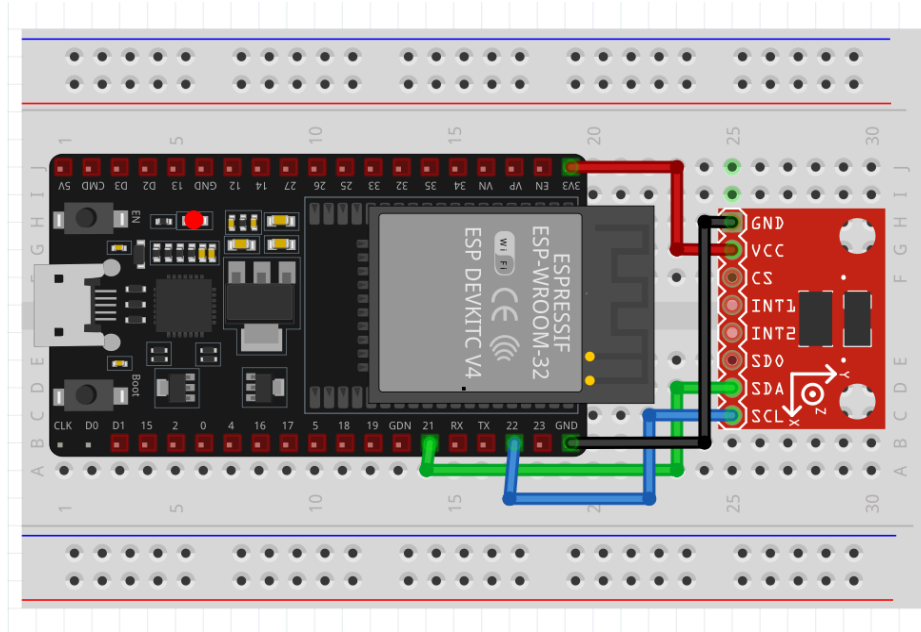 1 5 10 15 20 25 30
J
I
H
G
F
E
D
C
B
A
J
I
H
G
F
E
D
C
B
A
5V CMD D3 D2 13 GND 12 14 27 26 25 33 32 35 34 VN VP EN 3V3
EN
Boot
ESPRESSIF
ESP-WROOM-32
Wi Fi
CE
ESP DEVKITC V4
CLK D0 D1 15 2 0 4 16 17 5 18 19 GDN 21 RX TX 22 23 GND
GND
VCC
CS
INT1
INT2
SDO
SDA
SCL
Y
Z
X
1 5 10 15 20 25 30